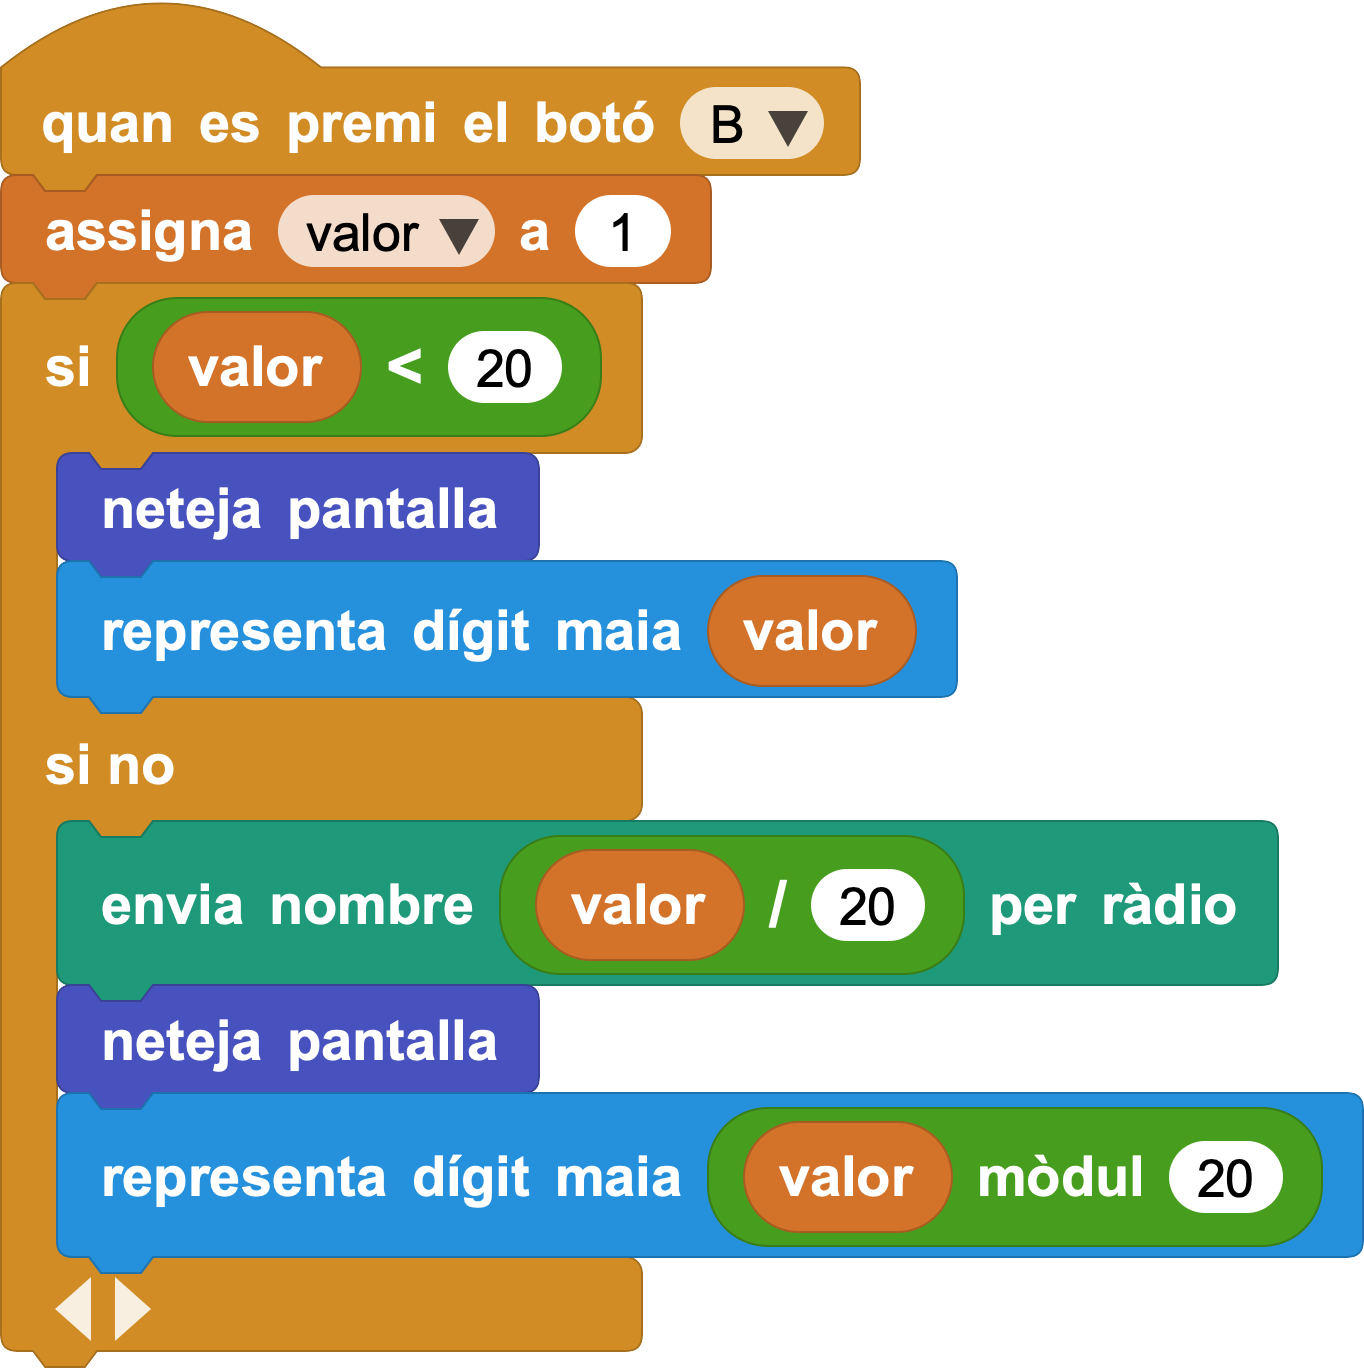 quan es premi el botó B
assigna valor a 1
si valor < 20
neteja pantalla
representa dígit maia valor
si no
envia nombre valor / 20 per ràdio
neteja pantalla
representa dígit maia valor mòdul 20